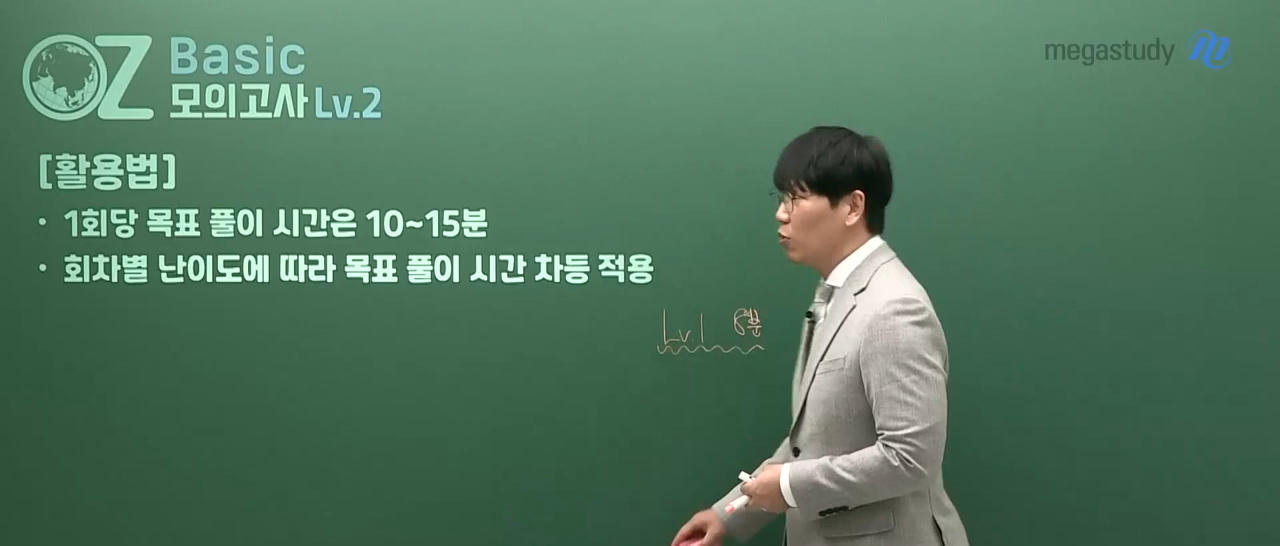 megastudy
OZ Basic
모의고사 Lv.2
[활용법]
• 1회당 목표 풀이 시간은 10~15분
• 회차별 난이도에 따라 목표 풀이 시간 차등 적용
Lv.1 8분